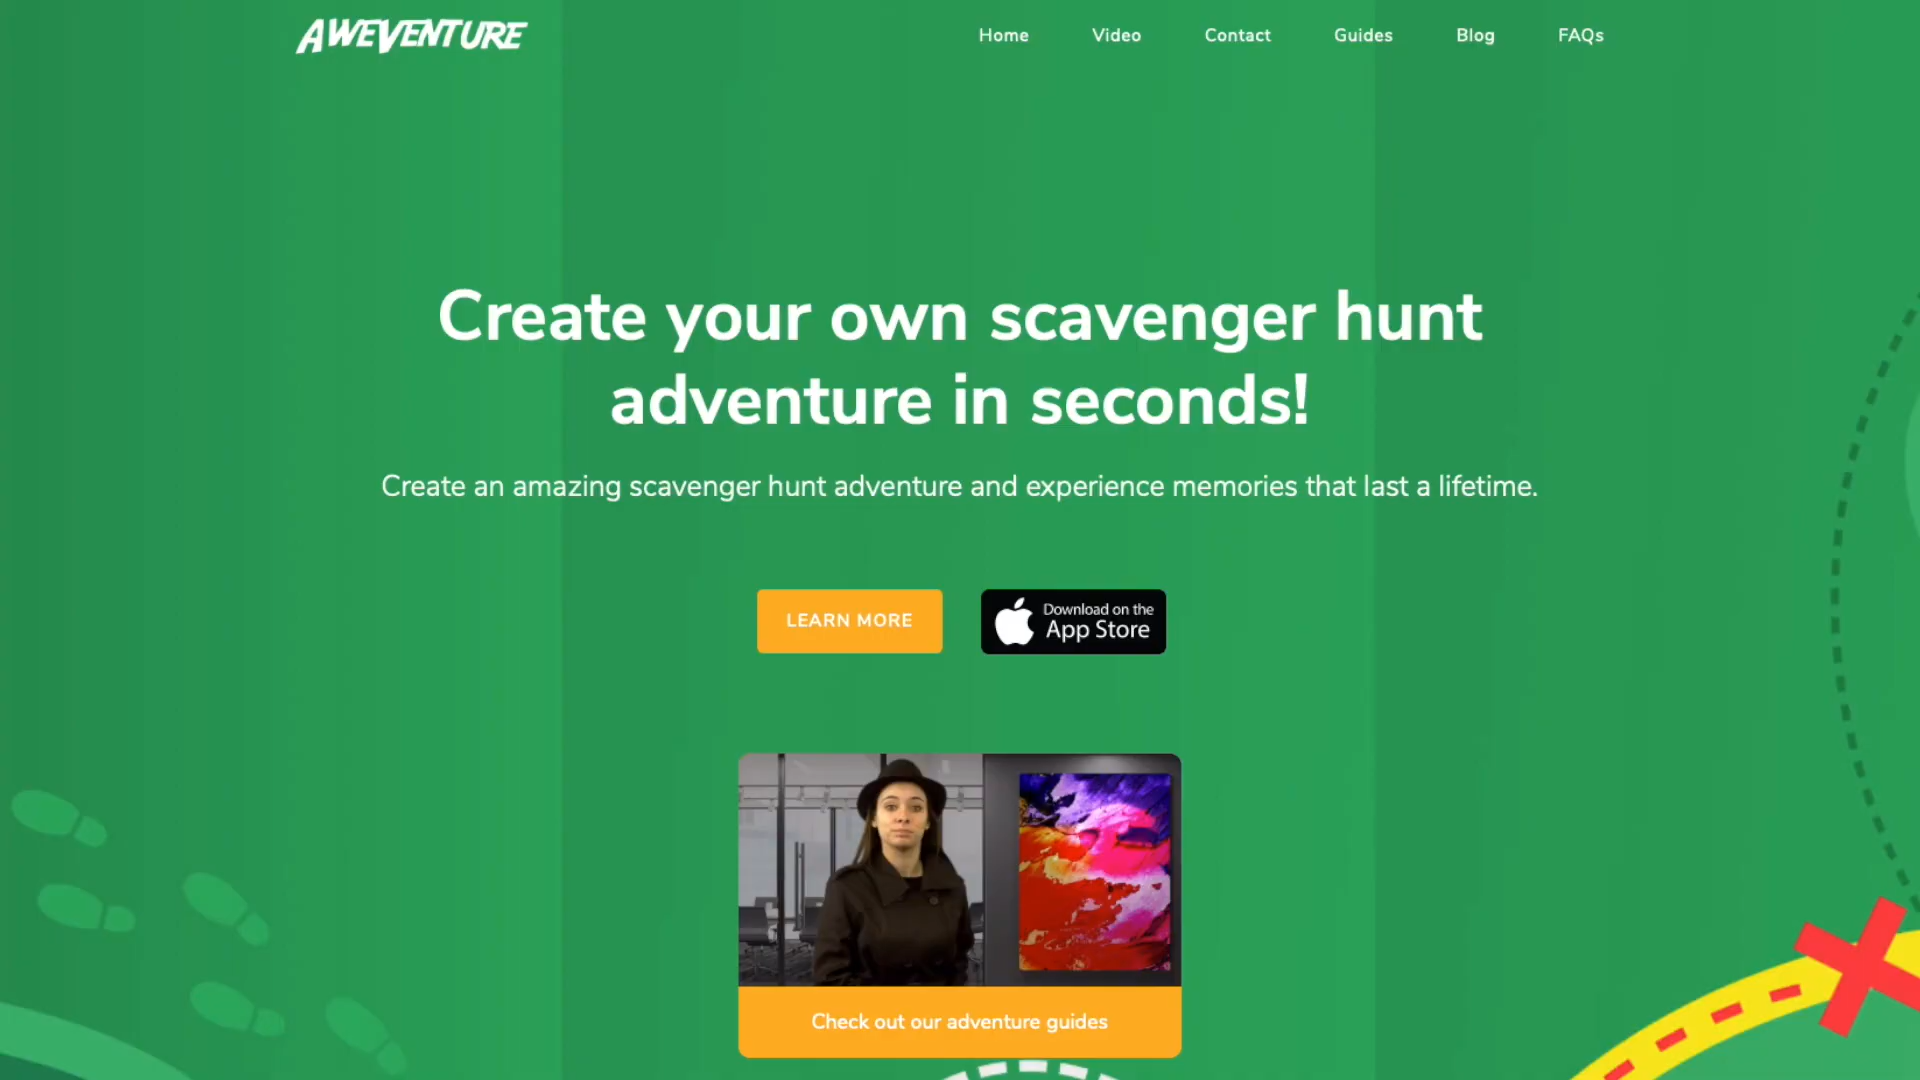 AWEVENTURE
Home Video Contact Guides Blog FAQs
Create your own scavenger hunt
adventure in seconds!
Create an amazing scavenger hunt adventure and experience memories that last a lifetime.
LEARN MORE
Download on the
App Store
Check out our adventure guides